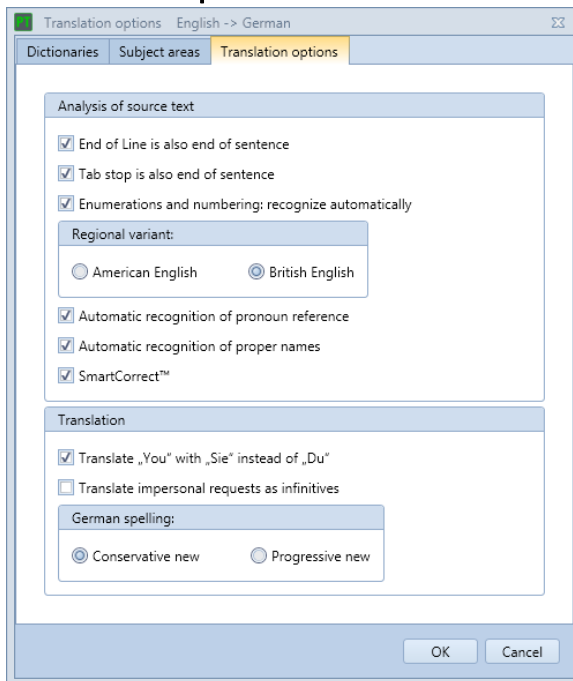 PT Translation options English -> German
Dictionaries Subject areas Translation options
Analysis of source text
End of Line is also end of sentence
Tab stop is also end of sentence
Enumerations and numbering: recognize automatically
Regional variant:
American English British English
Automatic recognition of pronoun reference
Automatic recognition of proper names
SmartCorrect™
Translation
Translate „You“ with „Sie“ instead of „Du“
Translate impersonal requests as infinitives
German spelling:
Conservative new Progressive new
OK Cancel